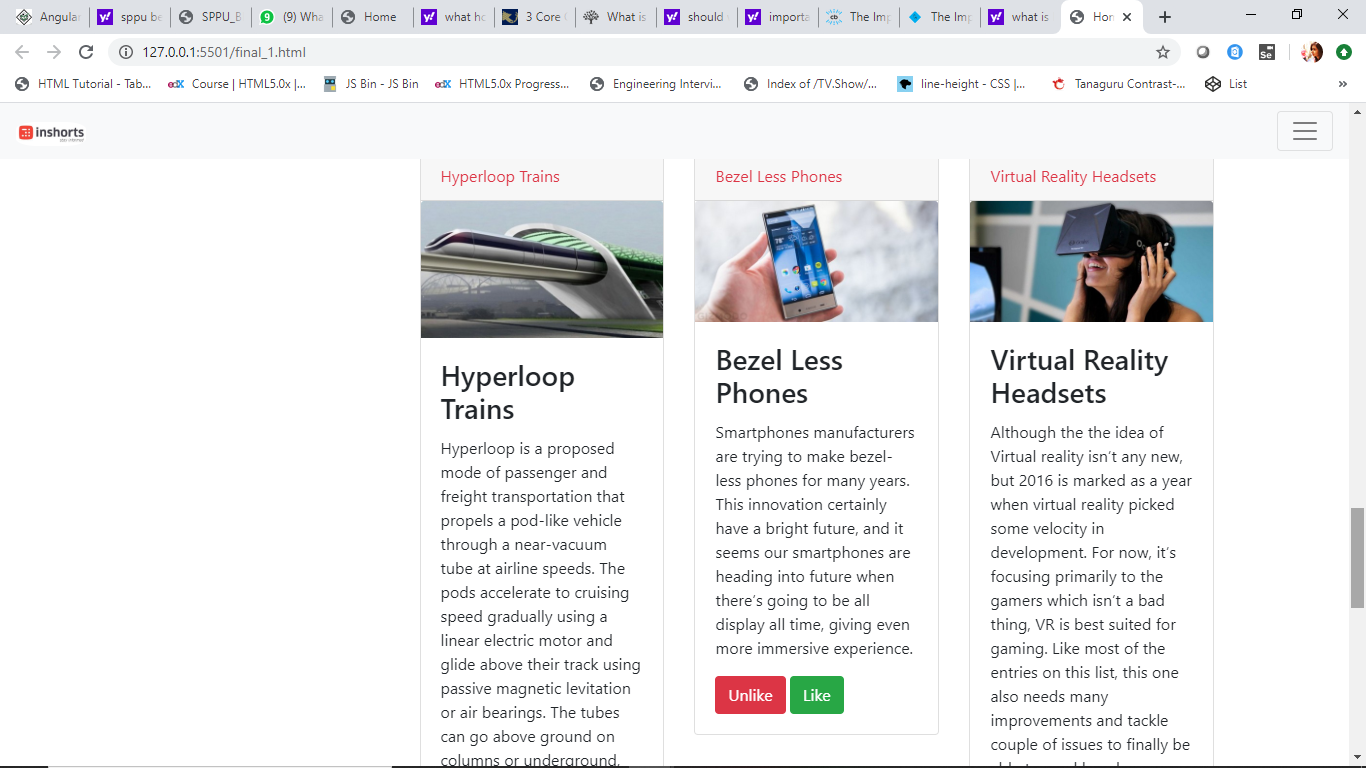 Angular
sppu be
SPPU_B
(9) Wha
Home
what ho
3 Core
What is
should
importa
The Imp
The Imp
what is
Hon
127.0.0.1:5501/final_1.html
Se
HTML Tutorial - Tab...
edX Course | HTML5.0x |...
JS Bin - JS Bin
edX HTML5.0x Progress...
Engineering Intervi...
Index of /TV.Show/...
line-height - CSS |...
Tanaguru Contrast-...
List
»
inshorts
Hyperloop Trains
Hyperloop
Trains
Hyperloop is a proposed
mode of passenger and
freight transportation that
propels a pod-like vehicle
through a near-vacuum
tube at airline speeds. The
pods accelerate to cruising
speed gradually using a
linear electric motor and
glide above their track using
passive magnetic levitation
or air bearings. The tubes
can go above ground on
columns or underground,
Bezel Less Phones
Bezel Less
Phones
Smartphones manufacturers
are trying to make bezel-
less phones for many years.
This innovation certainly
have a bright future, and it
seems our smartphones are
heading into future when
there's going to be all
display all time, giving even
more immersive experience.
Unlike
Like
Virtual Reality Headsets
Virtual Reality
Headsets
Although the the idea of
Virtual reality isn't any new,
but 2016 is marked as a year
when virtual reality picked
some velocity in
development. For now, it's
focusing primarily to the
gamers which isn't a bad
thing, VR is best suited for
gaming. Like most of the
entries on this list, this one
also needs many
improvements and tackle
couple of issues to finally be